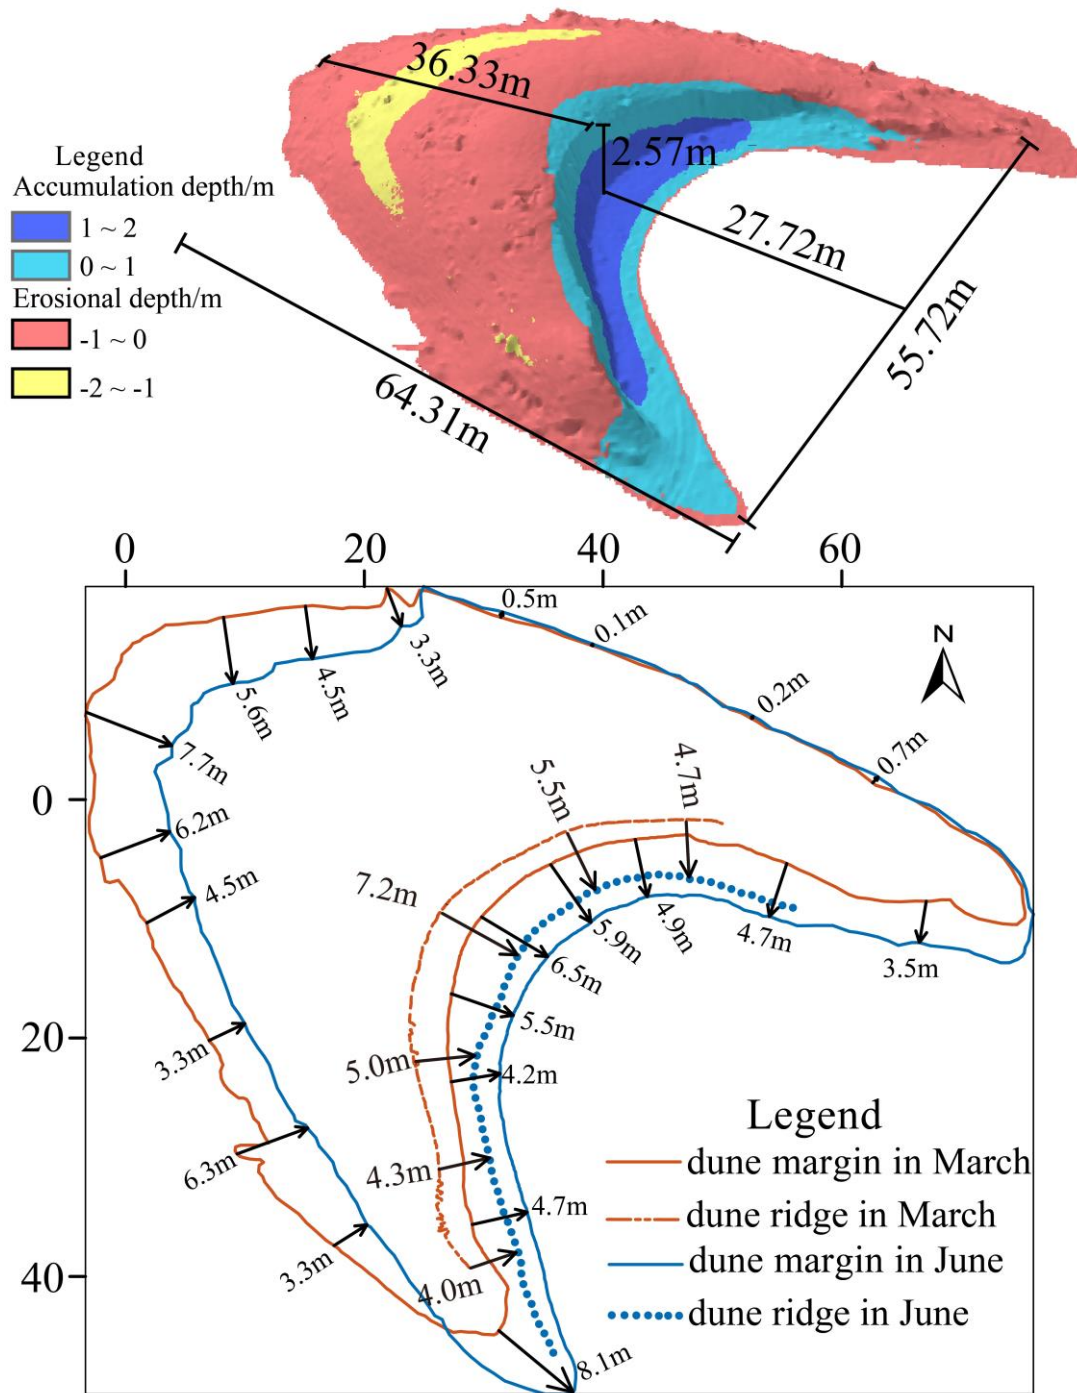 36.33m
2.57m
27.72m
55.72m
64.31m
Legend
Accumulation depth/m
1 ~ 2
0 ~ 1
Erosional depth/m
-1 ~ 0
-2 ~ -1
0 20 40 60
0
20
40
N
0.5m
0.1m
0.2m
0.7m
3.3m
4.5m
5.6m
7.7m
6.2m
4.5m
3.3m
6.3m
3.3m
5.5m
4.7m
7.2m
5.0m
4.3m
4.0m
5.9m
4.9m
4.7m
3.5m
6.5m
5.5m
4.2m
4.7m
8.1m
Legend
dune margin in March
dune ridge in March
dune margin in June
dune ridge in June